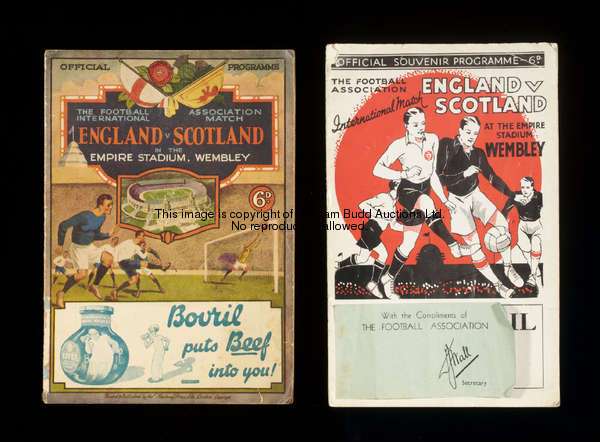 OFFICIAL PROGRAMME
THE FOOTBALL ASSOCIATION
INTERNATIONAL MATCH
ENGLAND v SCOTLAND
IN THE
EMPIRE STADIUM, WEMBLEY
6D
Bovril
puts Beef
into you!
OFFICIAL SOUVENIR PROGRAMME - 6D
THE FOOTBALL
ASSOCIATION
ENGLAND V
SCOTLAND
International Match
AT THE EMPIRE
STADIUM
WEMBLEY
With the Compliments of
THE FOOTBALL ASSOCIATION
Secretary
IL
This image is copyright of Graham Budd Auctions Ltd.
No reproduction allowed.